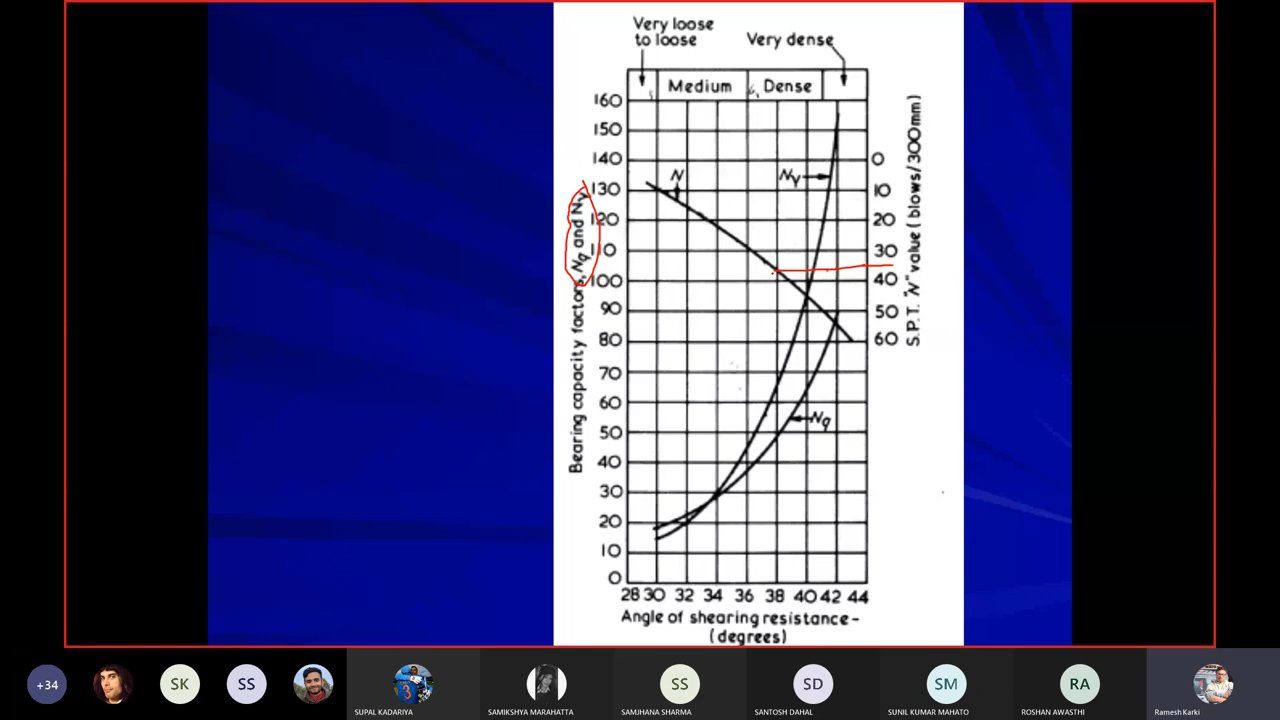 Very loose
to loose
Very dense
Medium
Dense
160
150
140
130
120
110
100
90
80
70
60
50
40
30
20
10
0
0
10
20
30
40
50
60
N
Nγ
Nq
Bearing capacity factors, Nq and Nγ
S.P.T. "N" value (blows/300mm)
28 30 32 34 36 38 40 42 44
Angle of shearing resistance -
(degrees)
+34
SK
SS
SUPAL KADARIYA
SAMIKSHYA MARAHATTA
SS
SAMJHANA SHARMA
SD
SANTOSH DAHAL
SM
SUNIL KUMAR MAHATO
RA
ROSHAN AWASTHI
Ramesh Karki